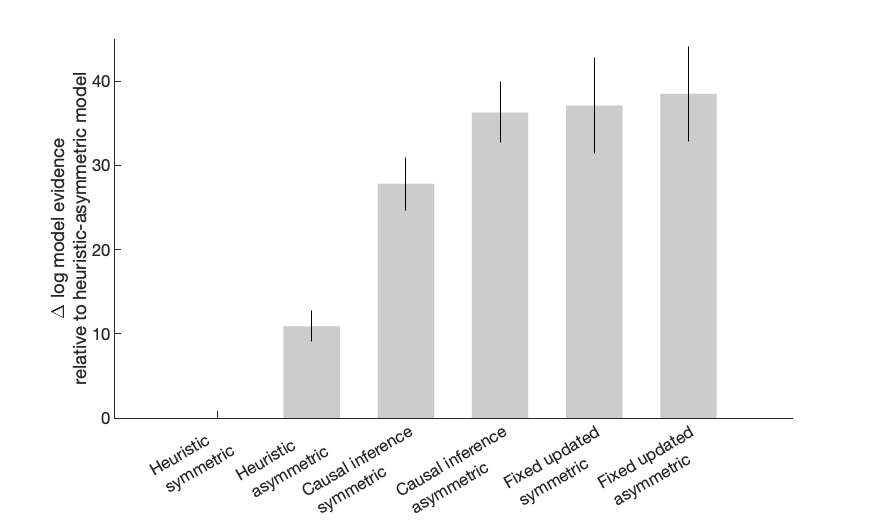 Δ log model evidence
relative to heuristic-asymmetric model
40
30
20
10
0
Heuristic
symmetric
Heuristic
asymmetric
Causal inference
symmetric
Causal inference
asymmetric
Fixed updated
symmetric
Fixed updated
asymmetric